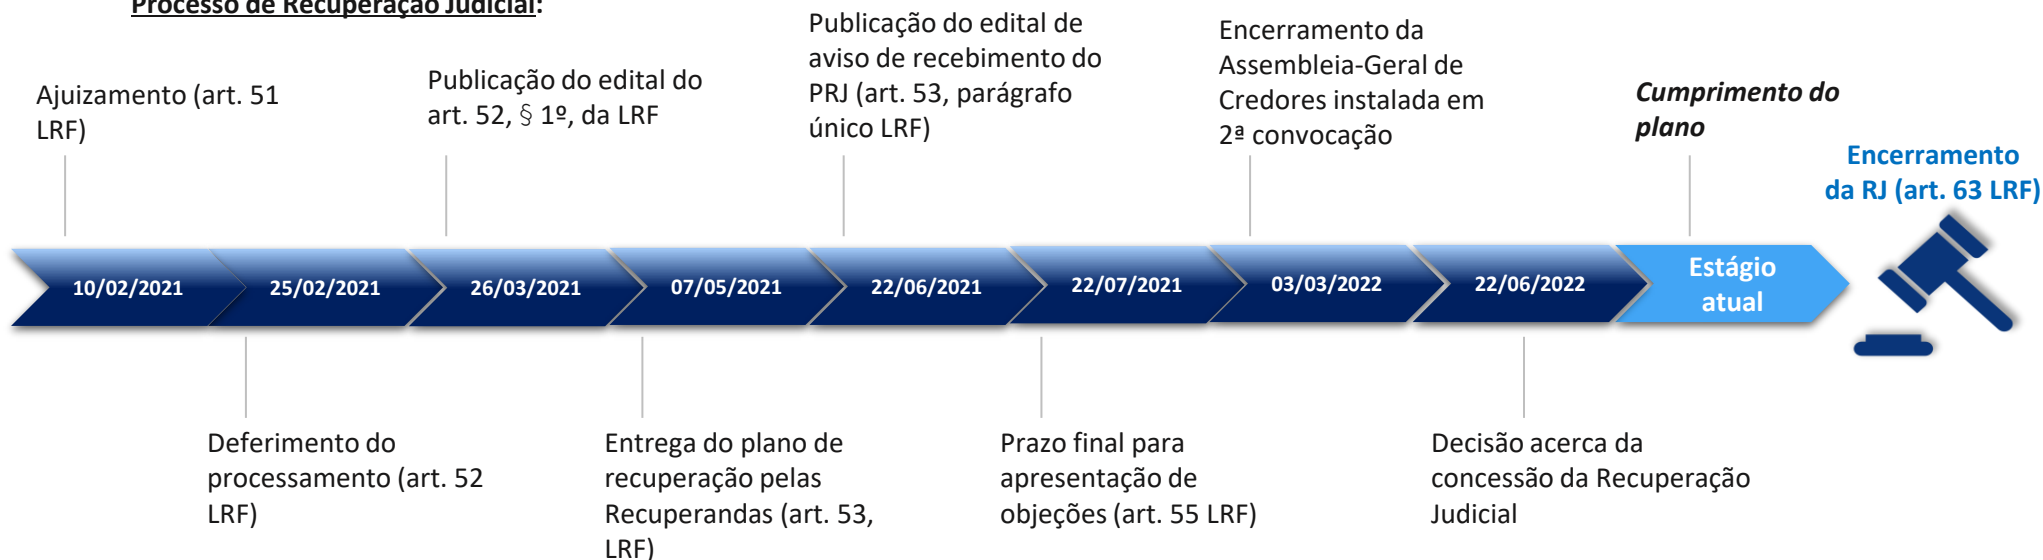 Processo de Recuperação Judicial:
Ajuizamento (art. 51
LRF)
Publicação do edital do
art. 52, § 1º, da LRF
Publicação do edital de
aviso de recebimento do
PRJ (art. 53, parágrafo
único LRF)
Encerramento da
Assembleia-Geral de
Credores instalada em
2ª convocação
Cumprimento do
plano
Encerramento
da RJ (art. 63 LRF)
10/02/2021
25/02/2021
26/03/2021
07/05/2021
22/06/2021
22/07/2021
03/03/2022
22/06/2022
Estágio
atual
Deferimento do
processamento (art. 52
LRF)
Entrega do plano de
recuperação pelas
Recuperandas (art. 53,
LRF)
Prazo final para
apresentação de
objeções (art. 55 LRF)
Decisão acerca da
concessão da Recuperação
Judicial